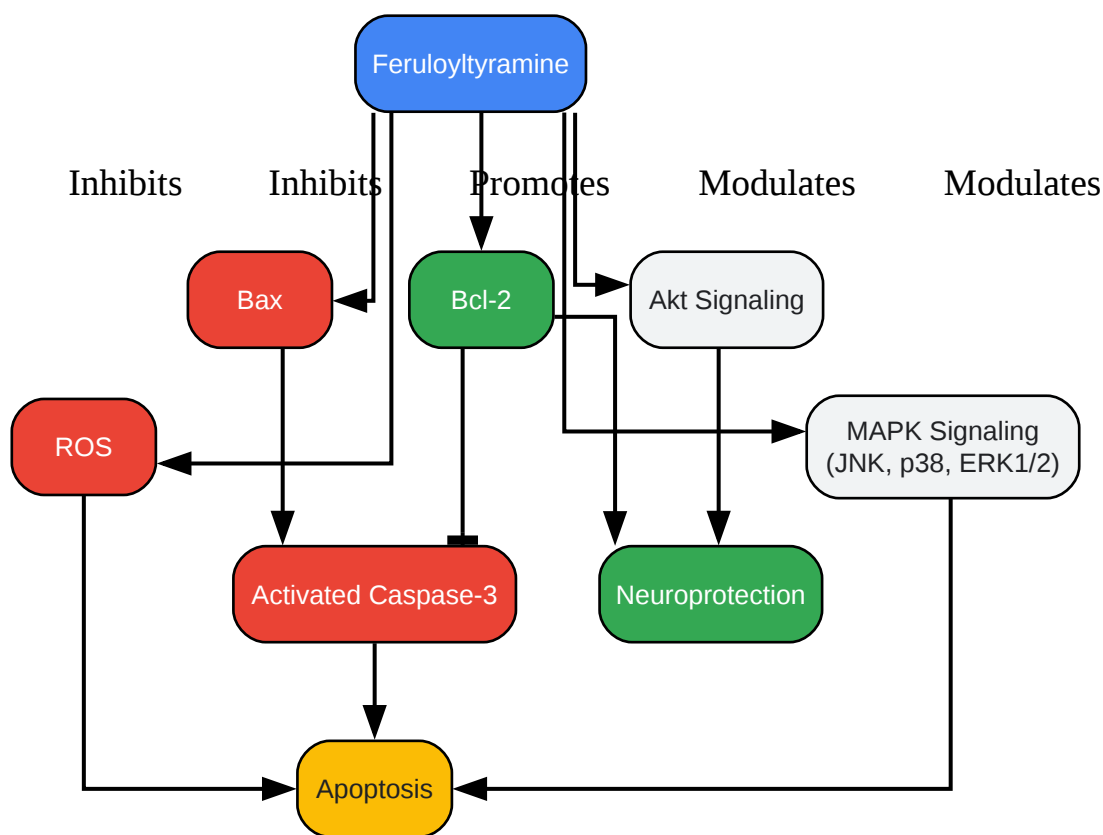 Feruloyltyramine
Inhibits
Inhibits
Promotes
Modulates
Modulates
Bax
Bcl-2
Akt Signaling
ROS
MAPK Signaling
(JNK, p38, ERK1/2)
Activated Caspase-3
Neuroprotection
Apoptosis